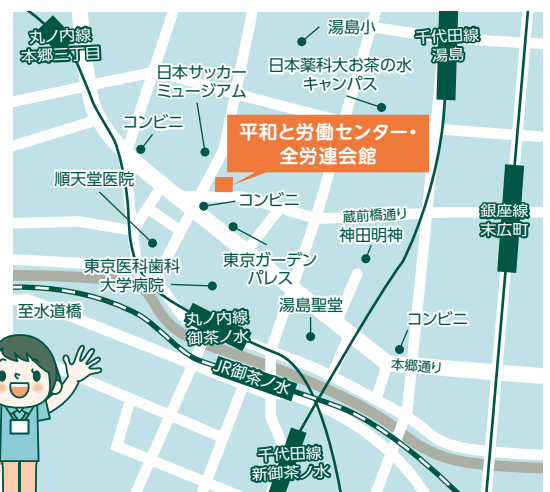 丸ノ内線
本郷三丁目
湯島小
千代田線
湯島
日本サッカー
ミュージアム
日本薬科大お茶の水
キャンパス
コンビニ
平和と労働センター・
全労連会館
順天堂医院
コンビニ
蔵前橋通り
神田明神
銀座線
末広町
東京医科歯科
大学病院
東京ガーデン
パレス
至水道橋
丸ノ内線
御茶ノ水
湯島聖堂
コンビニ
本郷通り
JR御茶ノ水
千代田線
新御茶ノ水